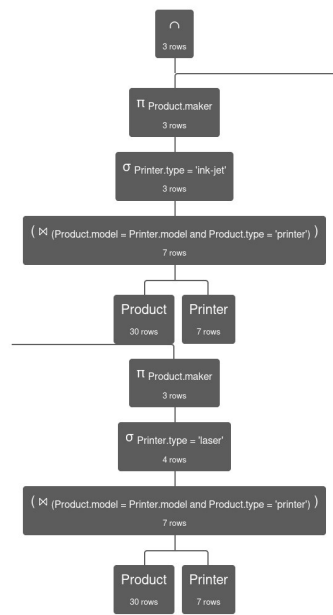 ∩
3 rows
π Product.maker
3 rows
σ Printer.type = 'ink-jet'
3 rows
( ⋈ (Product.model = Printer.model and Product.type = 'printer') )
7 rows
Product Printer
30 rows 7 rows
π Product.maker
3 rows
σ Printer.type = 'laser'
4 rows
( ⋈ (Product.model = Printer.model and Product.type = 'printer') )
7 rows
Product Printer
30 rows 7 rows